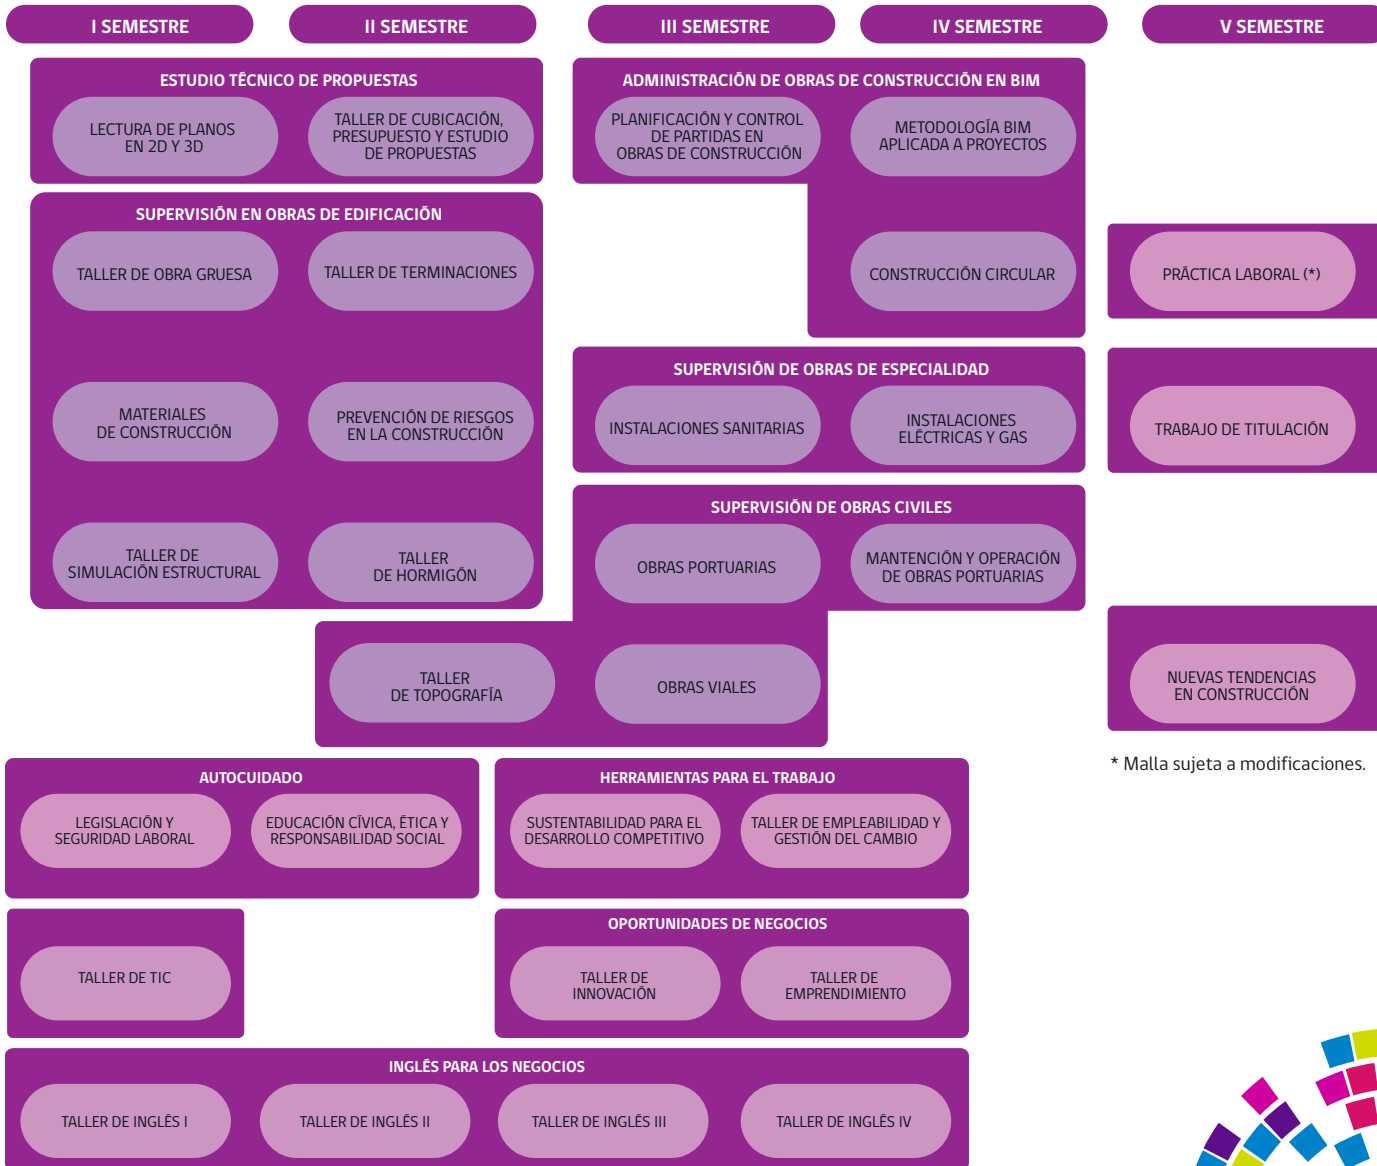 I SEMESTRE
II SEMESTRE
III SEMESTRE
IV SEMESTRE
V SEMESTRE
ESTUDIO TÉCNICO DE PROPUESTAS
LECTURA DE PLANOS
EN 2D Y 3D
TALLER DE CUBICACIÓN,
PRESUPUESTO Y ESTUDIO
DE PROPUESTAS
ADMINISTRACIÓN DE OBRAS DE CONSTRUCCIÓN EN BIM
PLANIFICACIÓN Y CONTROL
DE PARTIDAS EN
OBRAS DE CONSTRUCCIÓN
METODOLOGÍA BIM
APLICADA A PROYECTOS
CONSTRUCCIÓN CIRCULAR
SUPERVISIÓN EN OBRAS DE EDIFICACIÓN
TALLER DE OBRA GRUESA
TALLER DE TERMINACIONES
MATERIALES
DE CONSTRUCCIÓN
PREVENCIÓN DE RIESGOS
EN LA CONSTRUCCIÓN
TALLER DE
SIMULACIÓN ESTRUCTURAL
TALLER
DE HORMIGÓN
PRÁCTICA LABORAL (*)
SUPERVISIÓN DE OBRAS DE ESPECIALIDAD
INSTALACIONES SANITARIAS
INSTALACIONES
ELÉCTRICAS Y GAS
TRABAJO DE TITULACIÓN
SUPERVISIÓN DE OBRAS CIVILES
OBRAS PORTUARIAS
MANTENCIÓN Y OPERACIÓN
DE OBRAS PORTUARIAS
TALLER
DE TOPOGRAFÍA
OBRAS VIALES
NUEVAS TENDENCIAS
EN CONSTRUCCIÓN
* Malla sujeta a modificaciones.
AUTOCUIDADO
LEGISLACIÓN Y
SEGURIDAD LABORAL
EDUCACIÓN CÍVICA, ÉTICA Y
RESPONSABILIDAD SOCIAL
HERRAMIENTAS PARA EL TRABAJO
SUSTENTABILIDAD PARA EL
DESARROLLO COMPETITIVO
TALLER DE EMPLEABILIDAD Y
GESTIÓN DEL CAMBIO
TALLER DE TIC
OPORTUNIDADES DE NEGOCIOS
TALLER DE
INNOVACIÓN
TALLER DE
EMPRENDIMIENTO
INGLÉS PARA LOS NEGOCIOS
TALLER DE INGLÉS I
TALLER DE INGLÉS II
TALLER DE INGLÉS III
TALLER DE INGLÉS IV